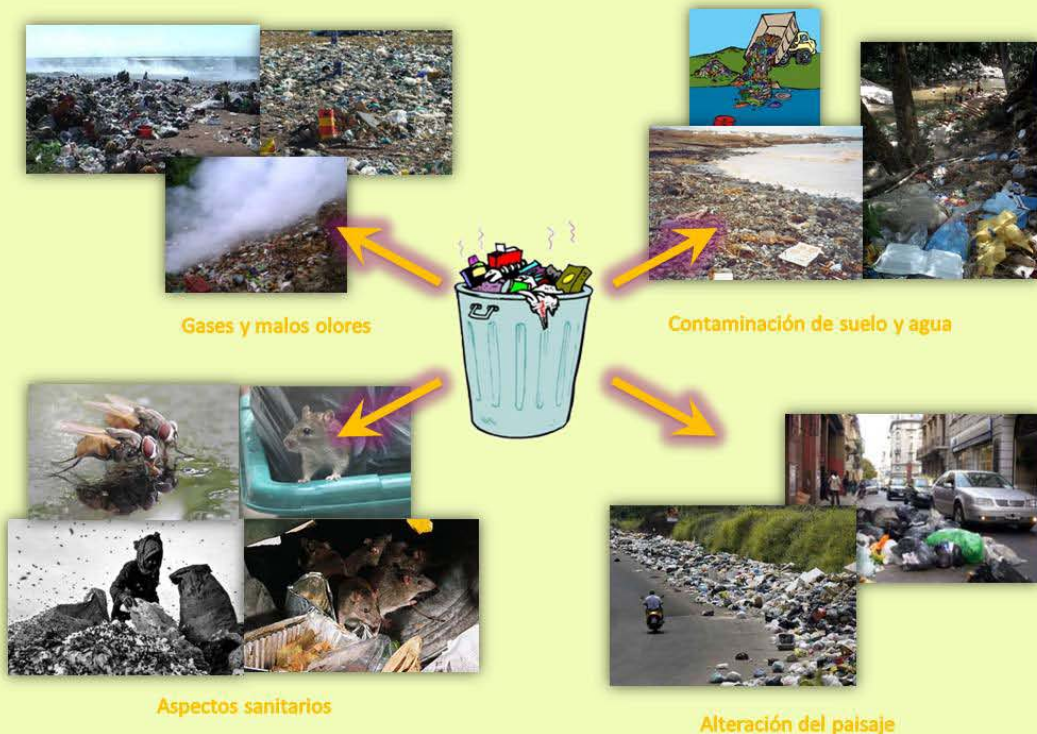 Gases y malos olores
Contaminación de suelo y agua
Aspectos sanitarios
Alteración del paisaje